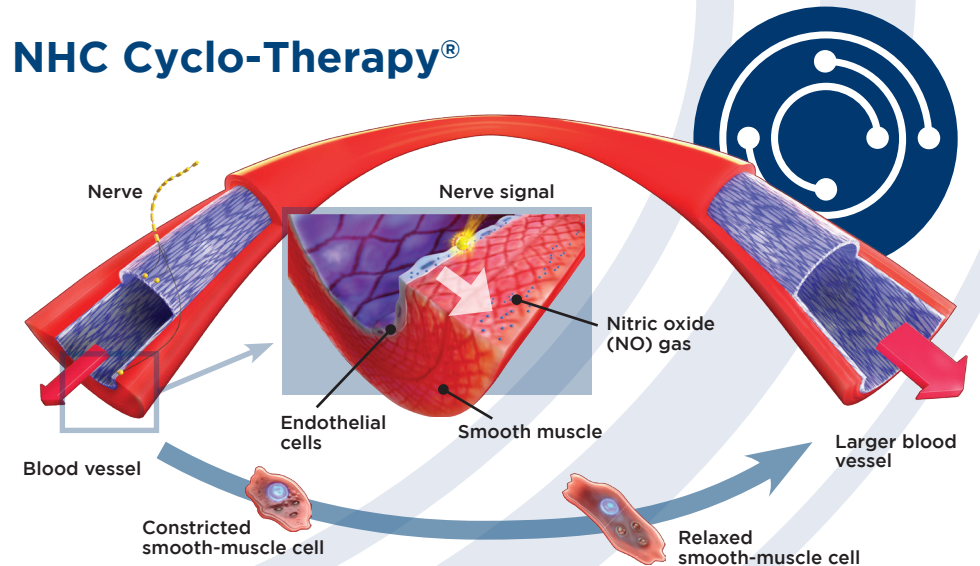 NHC Cyclo-Therapy®
Nerve
Nerve signal
Nitric oxide
(NO) gas
Endothelial
cells
Smooth muscle
Blood vessel
Larger blood
vessel
Constricted
smooth-muscle cell
Relaxed
smooth-muscle cell